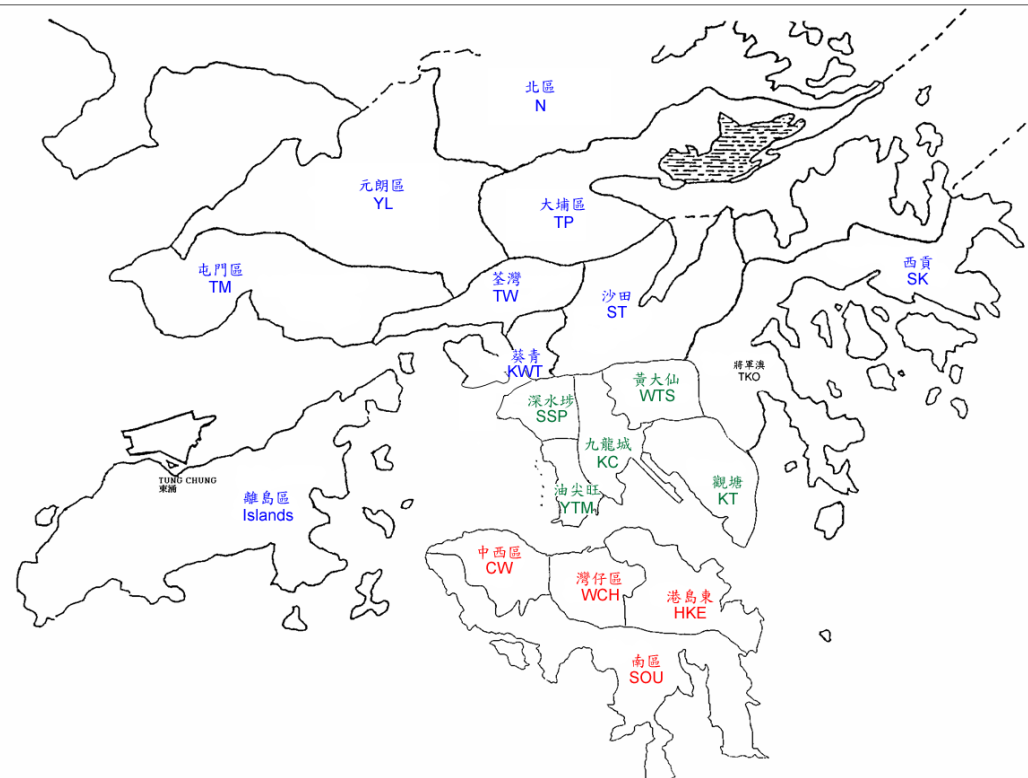 北區
N
元朗區
YL
大埔區
TP
屯門區
TM
荃灣
TW
沙田
ST
西貢
SK
葵青
KWT
將軍澳
TKO
黃大仙
WTS
深水埗
SSP
九龍城
KC
觀塘
KT
油尖旺
YTM
TUNG CHUNG
東涌
離島區
Islands
中西區
CW
灣仔區
WCH
港島東
HKE
南區
SOU